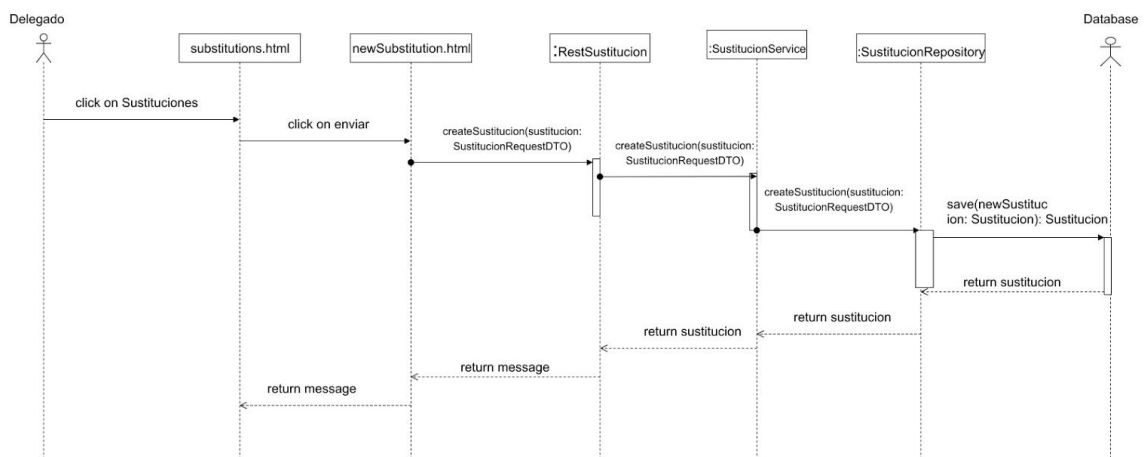 Delegado
Database
substitutions.html
newSubstitution.html
:RestSustitucion
:SustitucionService
:SustitucionRepository
click on Sustituciones
click on enviar
createSustitucion(sustitucion:
SustitucionRequestDTO)
createSustitucion(sustitucion:
SustitucionRequestDTO)
createSustitucion(sustitucion:
SustitucionRequestDTO)
save(newSustituc
ion: Sustitucion): Sustitucion
return sustitucion
return sustitucion
return sustitucion
return message
return message